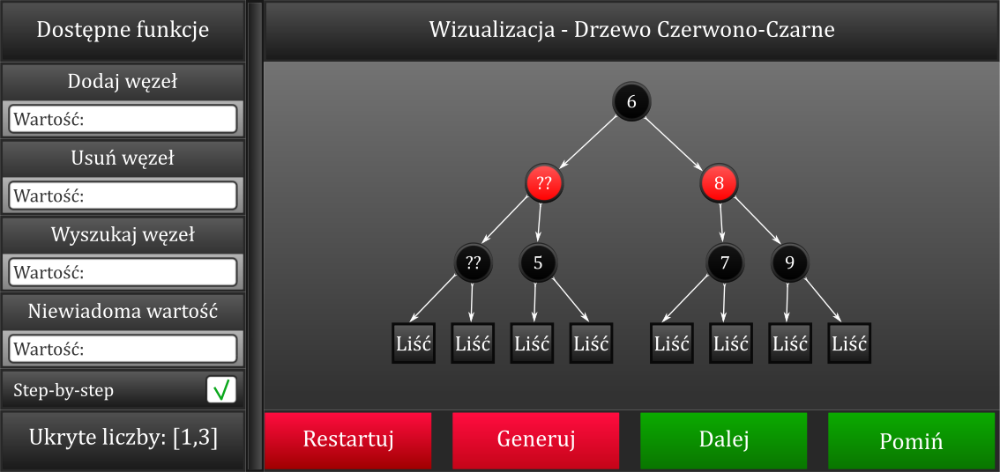 Dostępne funkcje
Dodaj węzeł
Wartość:
Usuń węzeł
Wartość:
Wyszukaj węzeł
Wartość:
Niewiadoma wartość
Wartość:
Step-by-step
Ukryte liczby: [1,3]
Wizualizacja - Drzewo Czerwono-Czarne
6
?? 8
?? 5 7 9
Liść Liść Liść Liść Liść Liść Liść Liść
Restartuj Generuj Dalej Pomiń